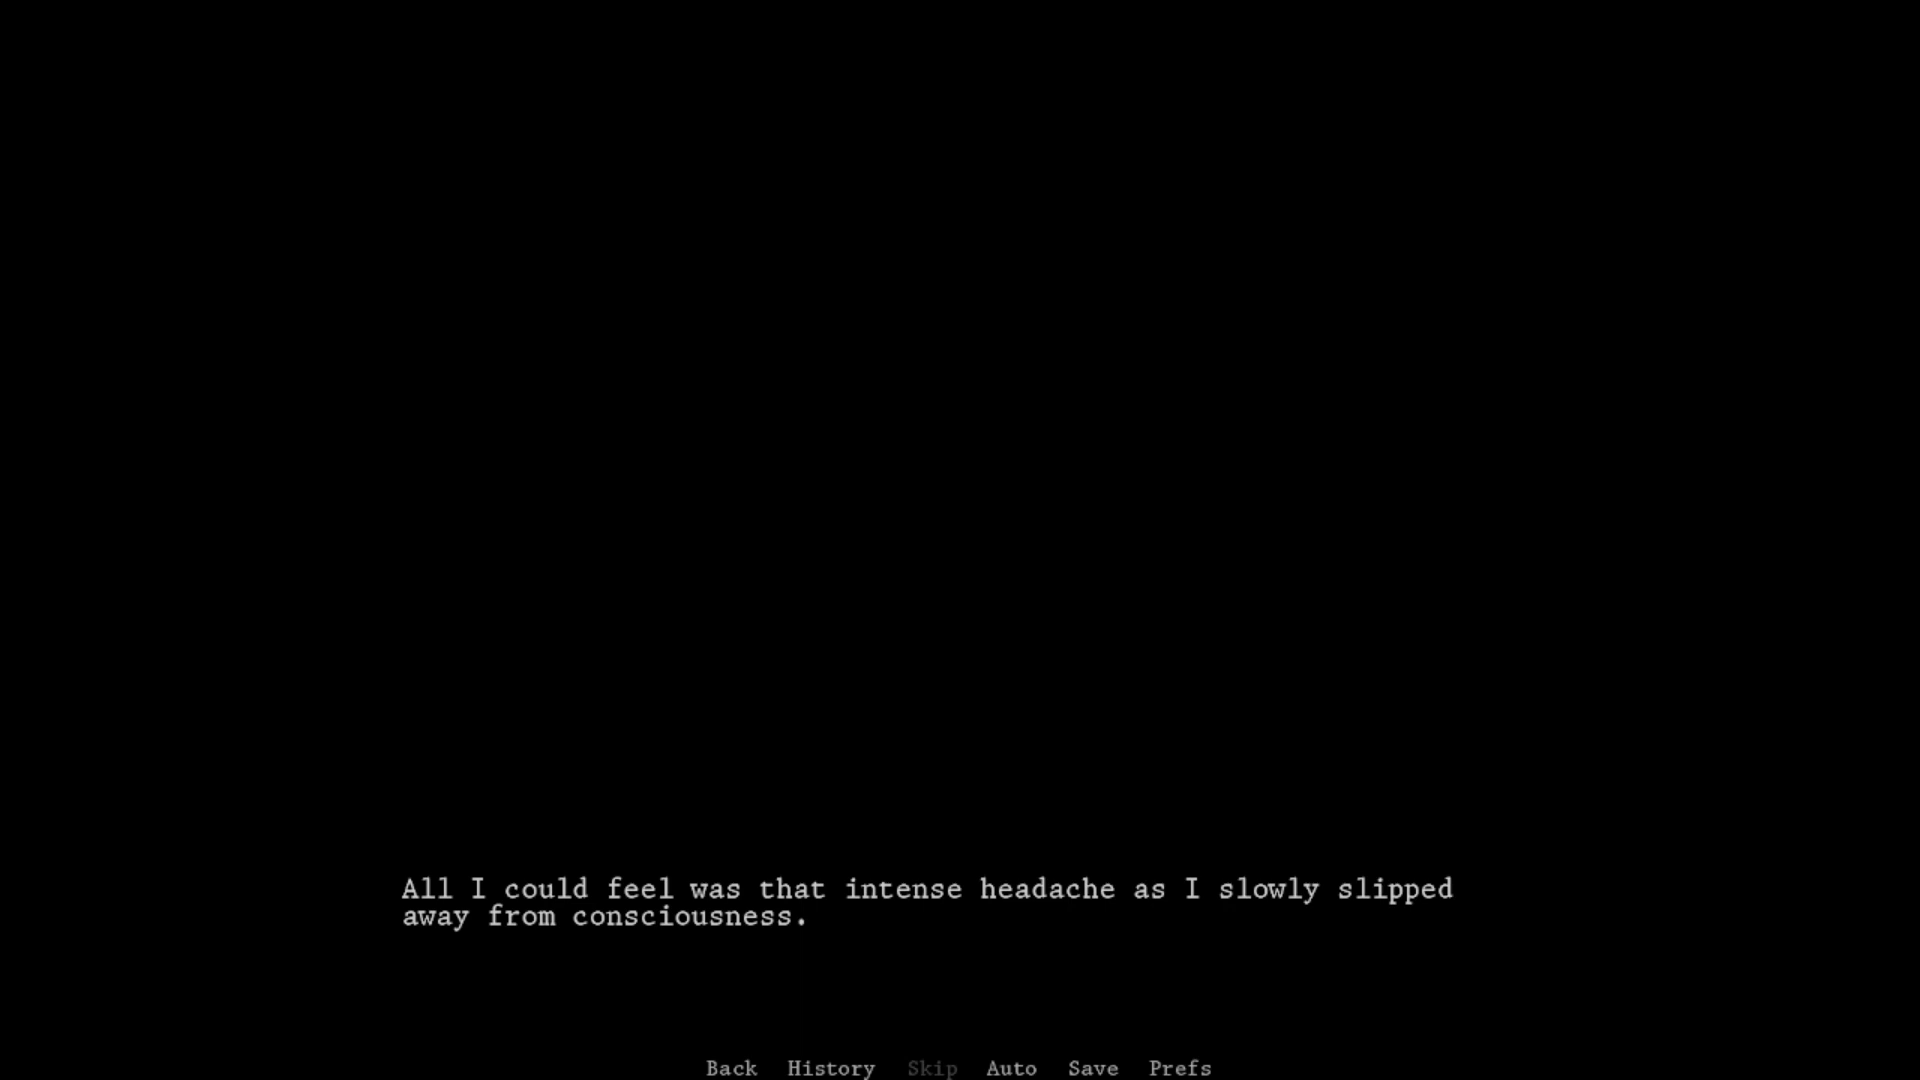 All I could feel was that intense headache as I slowly slipped
away from consciousness.
Back History Skip Auto Save Prefs